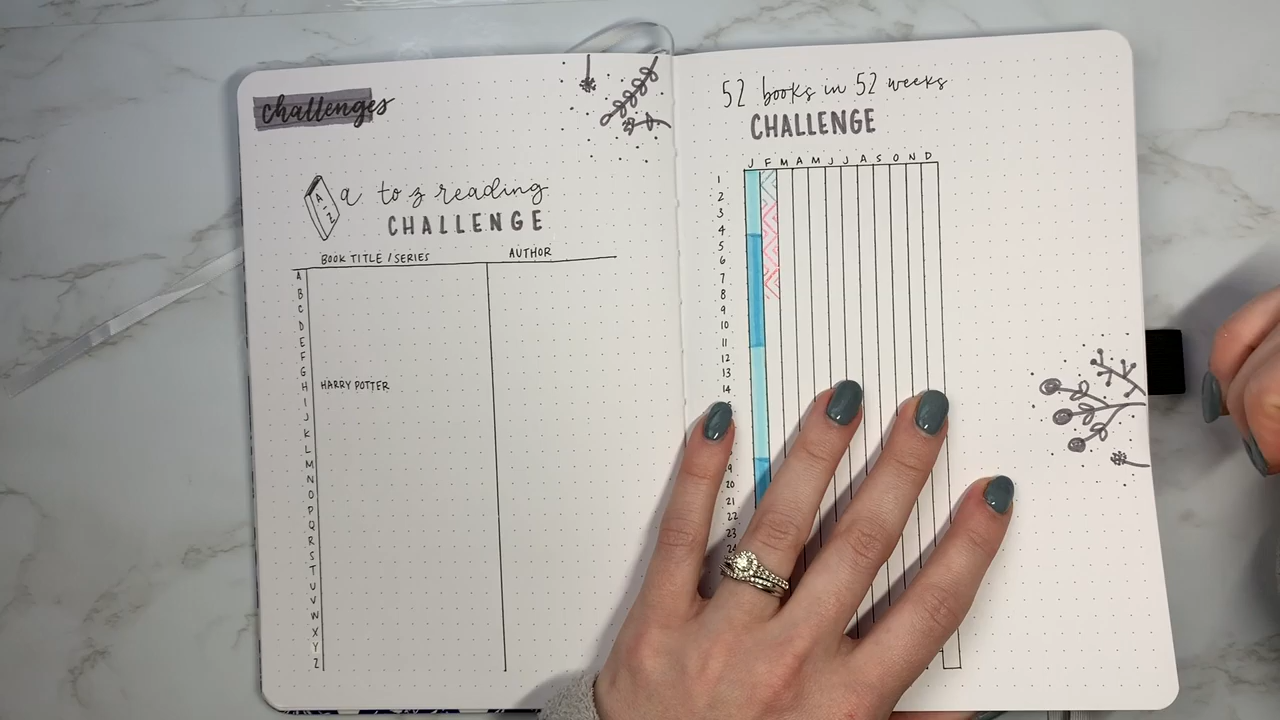 challenges
A - Z
a to z reading
CHALLENGE
BOOK TITLE / SERIES
AUTHOR
A
B
C
D
E
F
G
H HARRY POTTER
I
J
K
L
M
N
O
P
Q
R
S
T
U
V
W
X
Y
Z
52 books in 52 weeks
CHALLENGE
J F M A M J J A S O N D
1
2
3
4
5
6
7
8
9
10
11
12
13
14
20
21
22
23